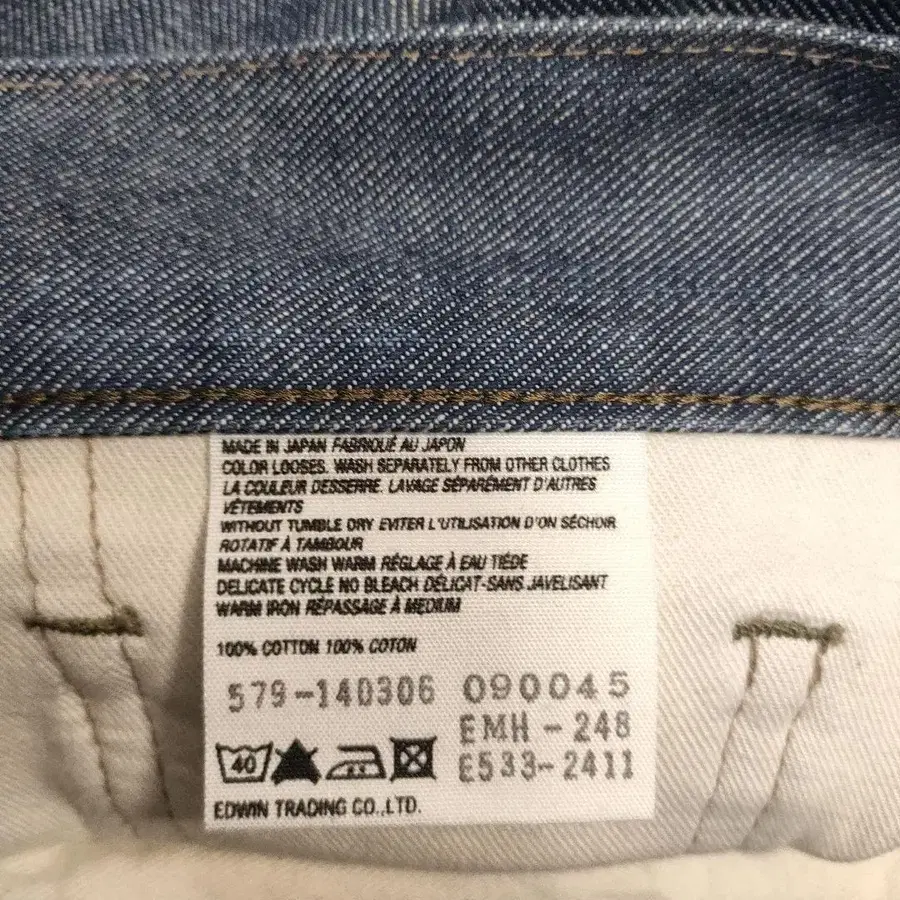 MADE IN JAPAN FABRIQUÉ AU JAPON
COLOR LOOSES. WASH SEPARATELY FROM OTHER CLOTHES
LA COULEUR DESSERRE. LAVAGE SÉPARÉMENT D'AUTRES
VÊTEMENTS
WITHOUT TUMBLE DRY EVITER L'UTILISATION D'ON SÉCHOIR
ROTATIF À TAMBOUR
MACHINE WASH WARM RÉGLAGE À EAU TIÉDE
DELICATE CYCLE NO BLEACH DÉLICAT-SANS JAVELISANT
WARM IRON RÉPASSAGE À MEDIUM
100% COTTON 100% COTON
579-140306 090045
EMH-248
40 E533-2411
EDWIN TRADING CO.,LTD.